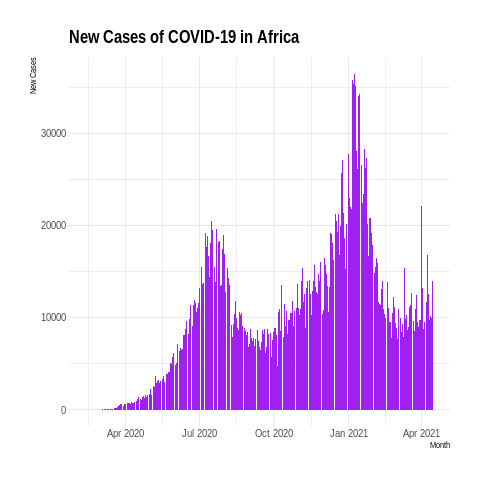 New Cases of COVID-19 in Africa
New Cases
30000
20000
10000
0
Apr 2020 Jul 2020 Oct 2020 Jan 2021 Apr 2021
Month